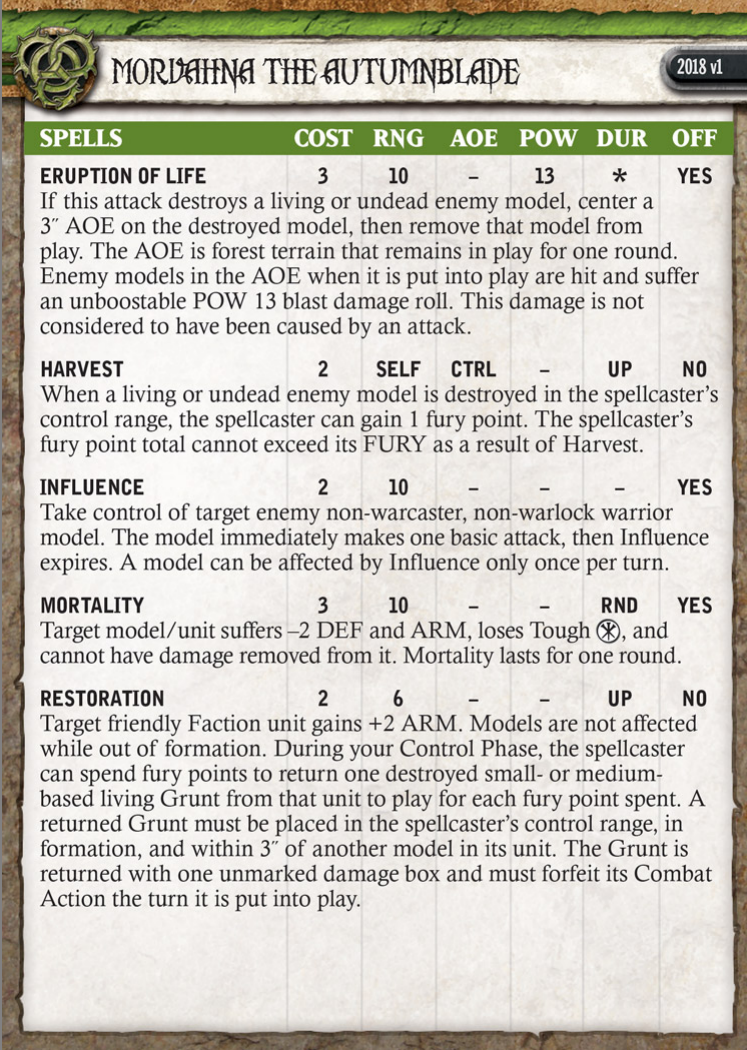 MORVAHNA THE AUTUMNBLADE
2018 v1
SPELLS COST RNG AOE POW DUR OFF
ERUPTION OF LIFE 3 10 – 13 * YES
If this attack destroys a living or undead enemy model, center a
3˝ AOE on the destroyed model, then remove that model from
play. The AOE is forest terrain that remains in play for one round.
Enemy models in the AOE when it is put into play are hit and suffer
an unboostable POW 13 blast damage roll. This damage is not
considered to have been caused by an attack.
HARVEST 2 SELF CTRL – UP NO
When a living or undead enemy model is destroyed in the spellcaster's
control range, the spellcaster can gain 1 fury point. The spellcaster's
fury point total cannot exceed its FURY as a result of Harvest.
INFLUENCE 2 10 – – – YES
Take control of target enemy non-warcaster, non-warlock warrior
model. The model immediately makes one basic attack, then Influence
expires. A model can be affected by Influence only once per turn.
MORTALITY 3 10 – – RND YES
Target model/unit suffers –2 DEF and ARM, loses Tough , and
cannot have damage removed from it. Mortality lasts for one round.
RESTORATION 2 6 – – UP NO
Target friendly Faction unit gains +2 ARM. Models are not affected
while out of formation. During your Control Phase, the spellcaster
can spend fury points to return one destroyed small- or medium-
based living Grunt from that unit to play for each fury point spent. A
returned Grunt must be placed in the spellcaster's control range, in
formation, and within 3˝ of another model in its unit. The Grunt is
returned with one unmarked damage box and must forfeit its Combat
Action the turn it is put into play.